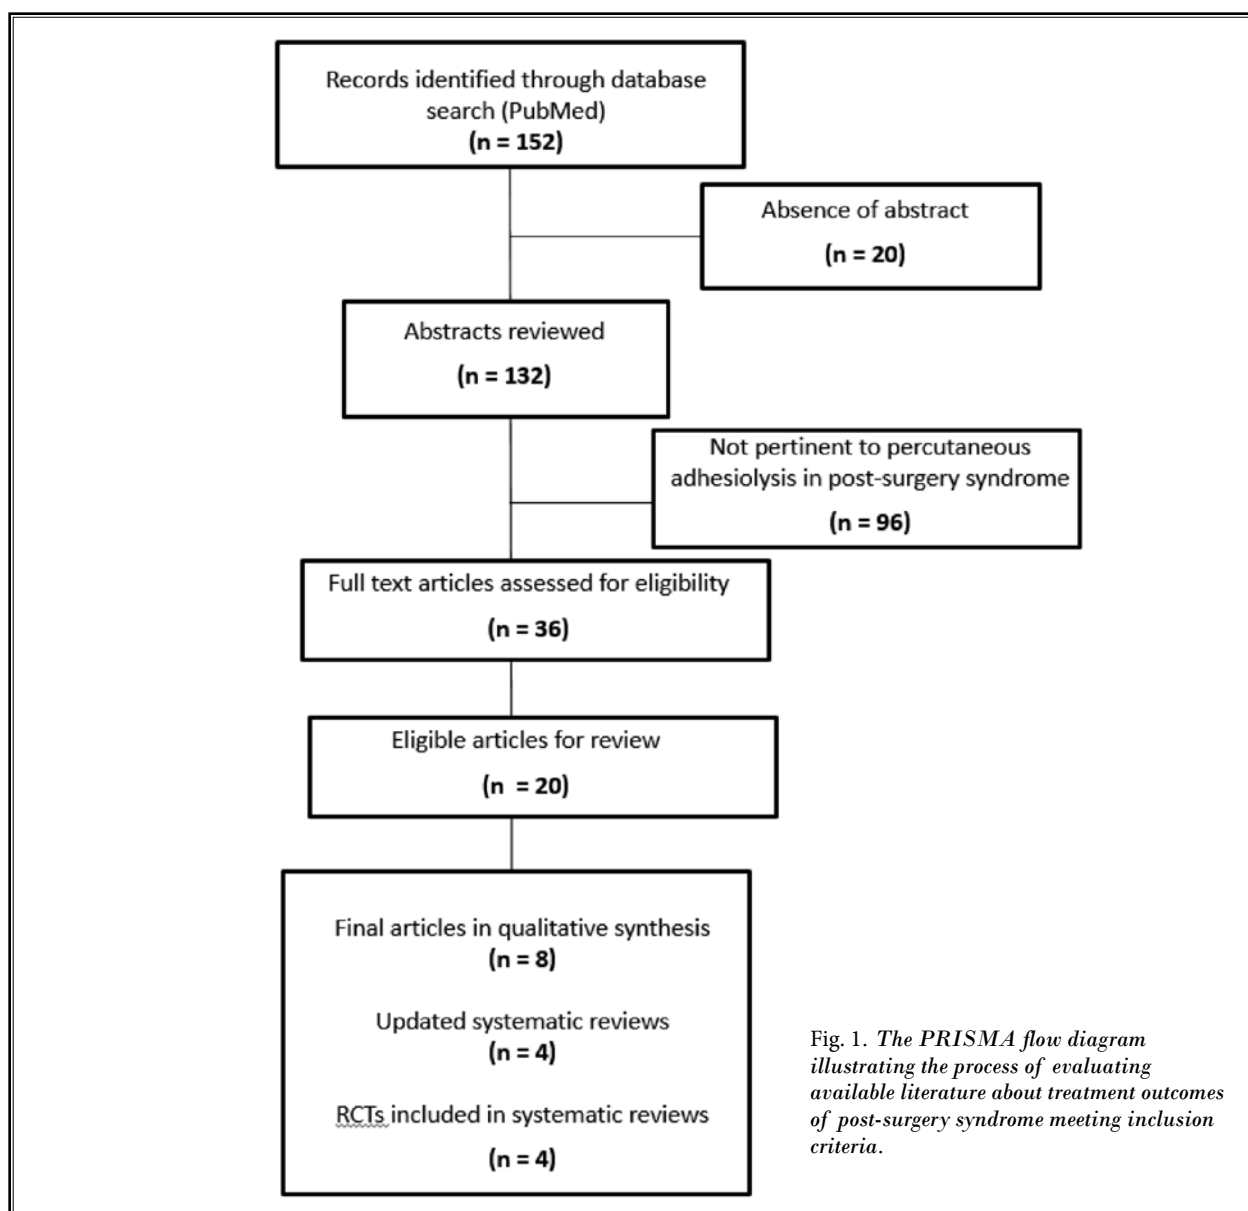 Records identified through database
search (PubMed)
(n = 152)
Absence of abstract
(n = 20)
Abstracts reviewed
(n = 132)
Not pertinent to percutaneous
adhesiolysis in post-surgery syndrome
(n = 96)
Full text articles assessed for eligibility
(n = 36)
Eligible articles for review
(n = 20)
Final articles in qualitative synthesis
(n = 8)
Updated systematic reviews
(n = 4)
RCTs included in systematic reviews
(n = 4)
Fig. 1. The PRISMA flow diagram
illustrating the process of evaluating
available literature about treatment outcomes
of post-surgery syndrome meeting inclusion
criteria.